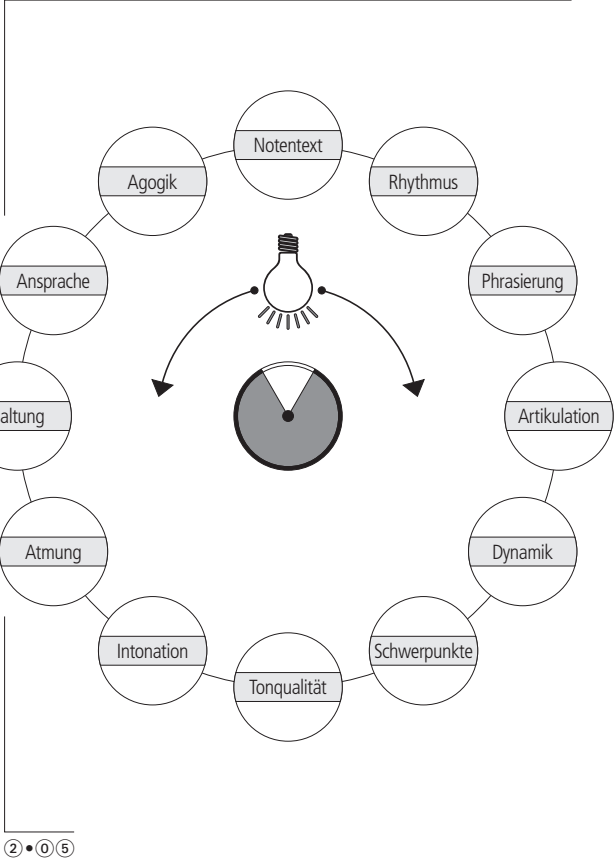 Notentext
Agogik
Rhythmus
Ansprache
Phrasierung
altung
Artikulation
Atmung
Dynamik
Intonation
Schwerpunkte
Tonqualität
2•05